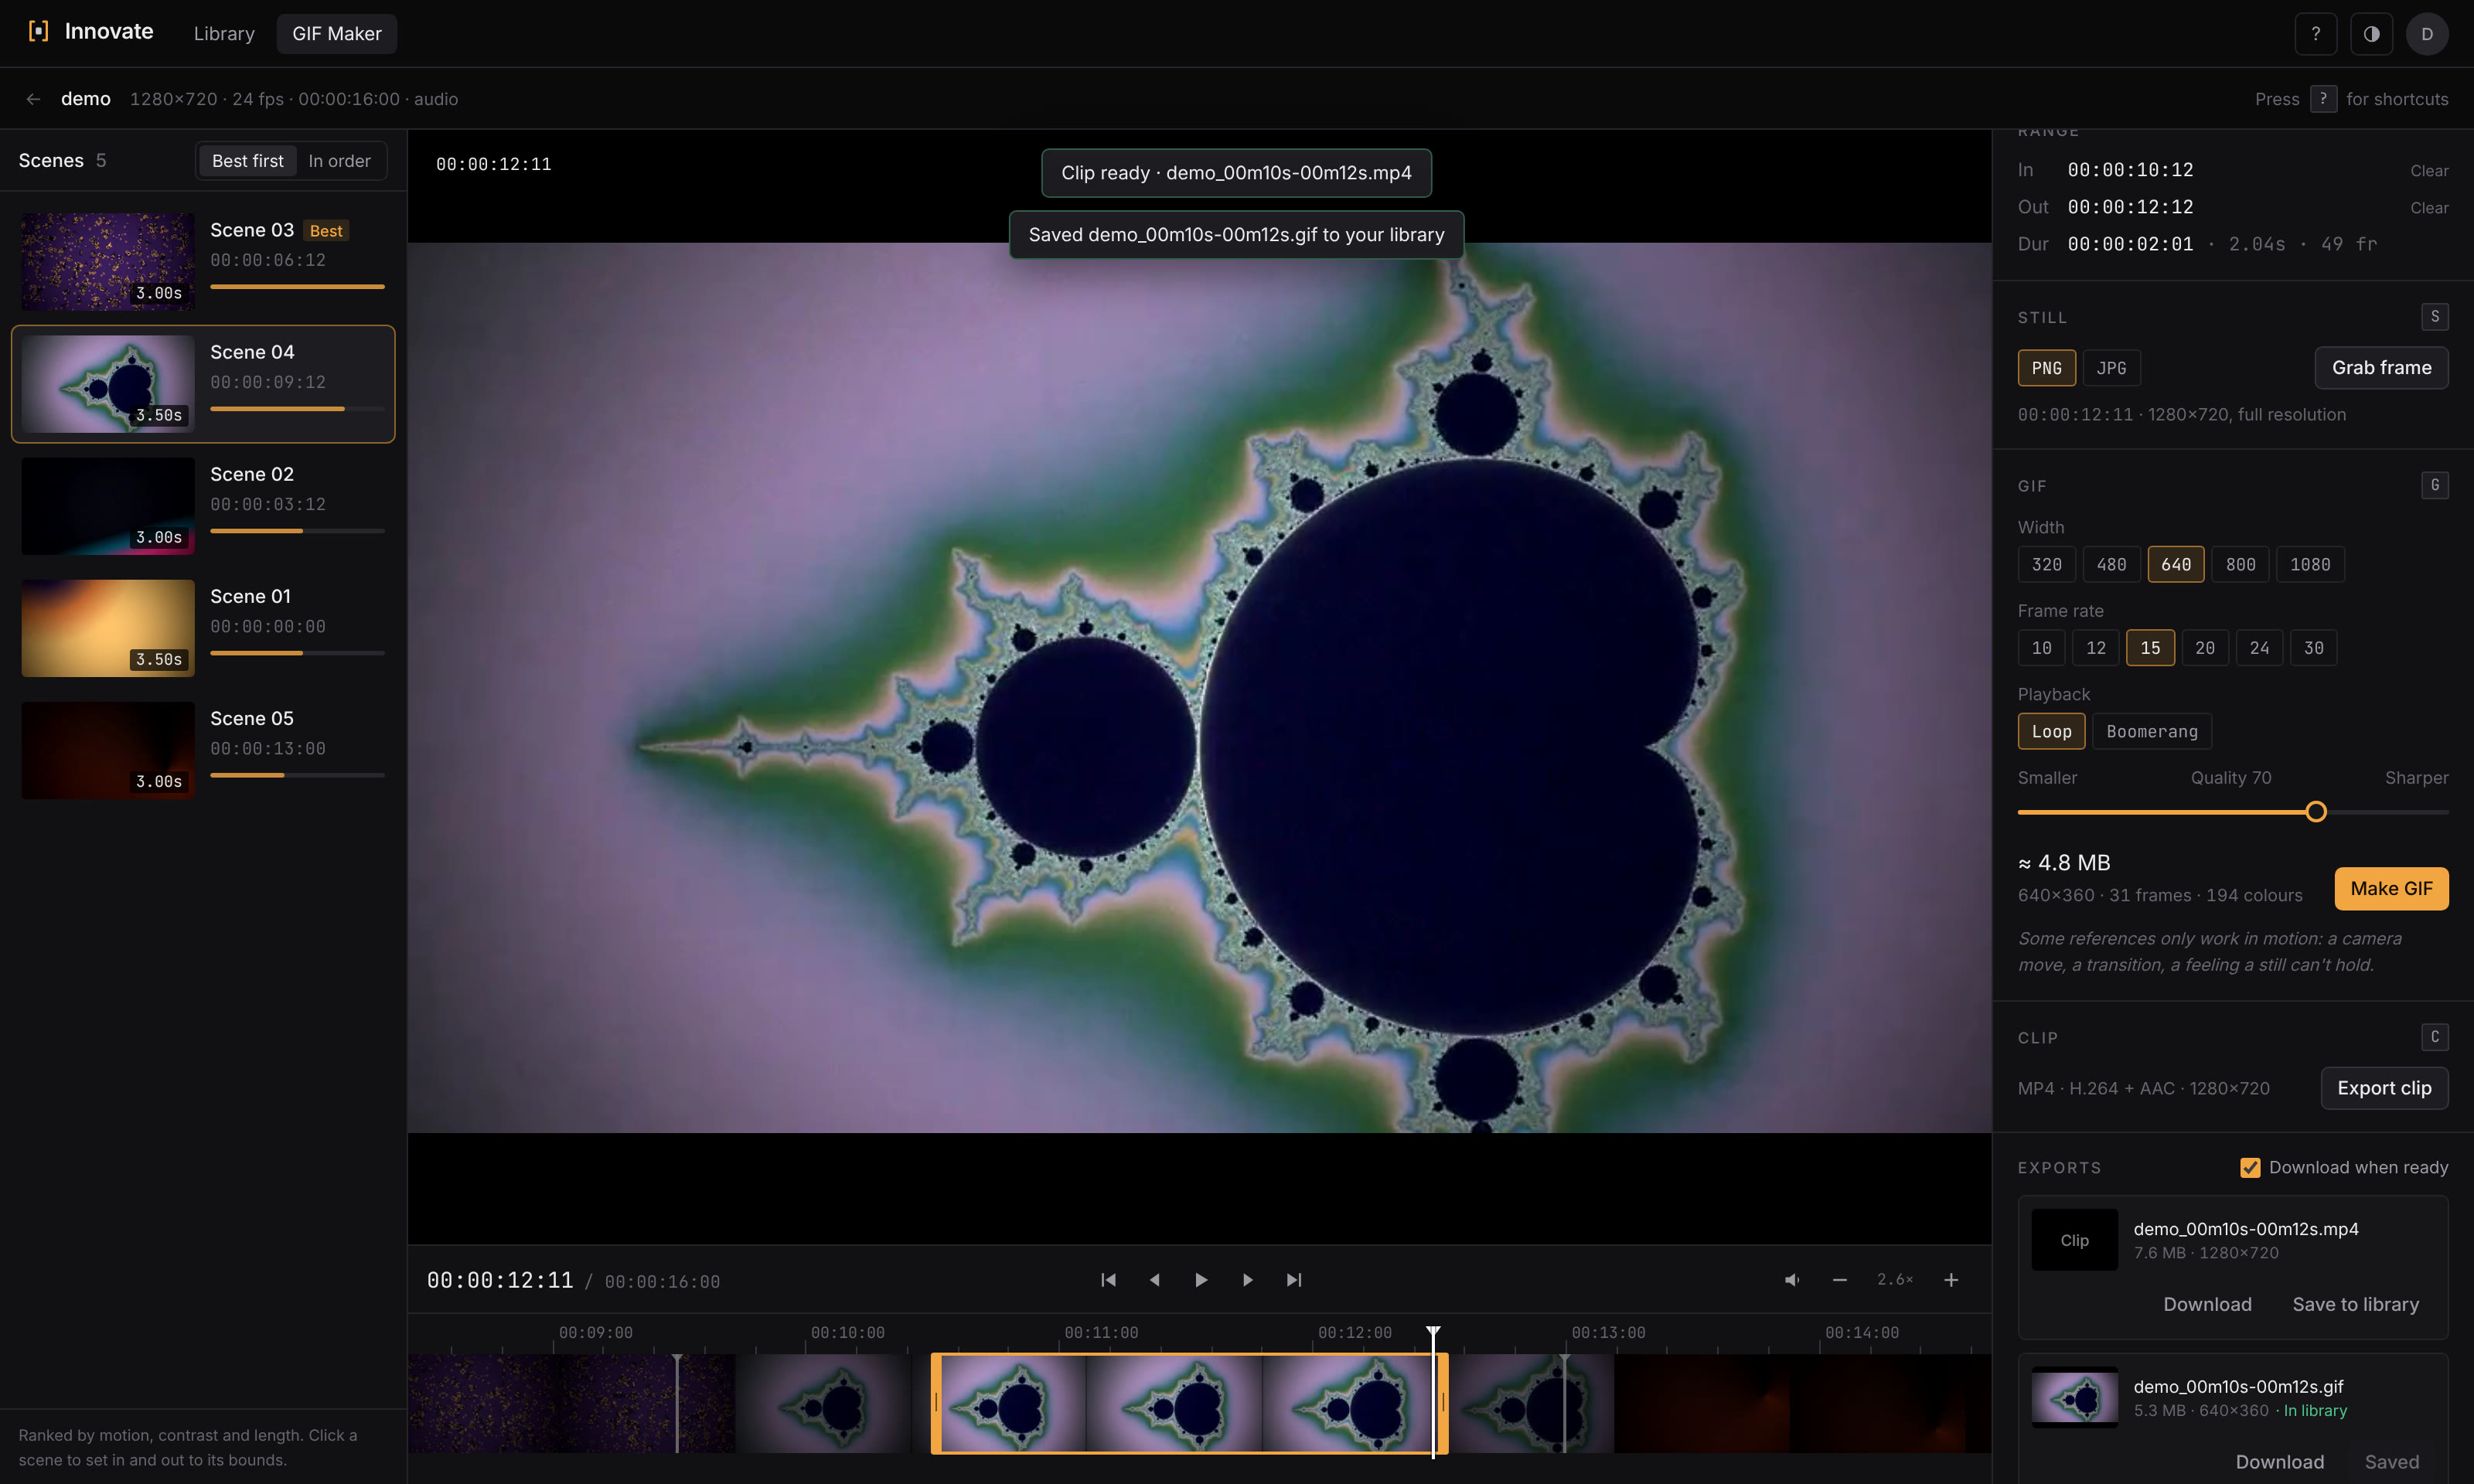 Innovate
Library
GIF Maker
?
D
demo
1280×720 · 24 fps · 00:00:16:00 · audio
Press ? for shortcuts
Scenes 5
Best first
In order
Scene 03 Best
00:00:06:12
3.00s
Scene 04
00:00:09:12
3.50s
Scene 02
00:00:03:12
3.00s
Scene 01
00:00:00:00
3.50s
Scene 05
00:00:13:00
3.00s
Ranked by motion, contrast and length. Click a
scene to set in and out to its bounds.
00:00:12:11
Clip ready · demo_00m10s-00m12s.mp4
Saved demo_00m10s-00m12s.gif to your library
00:00:12:11 / 00:00:16:00
2.6×
00:09:00
00:10:00
00:11:00
00:12:00
00:13:00
00:14:00
RANGE
In 00:00:10:12 Clear
Out 00:00:12:12 Clear
Dur 00:00:02:01 · 2.04s · 49 fr
STILL S
PNG JPG Grab frame
00:00:12:11 · 1280×720, full resolution
GIF G
Width
320 480 640 800 1080
Frame rate
10 12 15 20 24 30
Playback
Loop Boomerang
Smaller Quality 70 Sharper
≈ 4.8 MB
640×360 · 31 frames · 194 colours
Make GIF
Some references only work in motion: a camera
move, a transition, a feeling a still can't hold.
CLIP C
MP4 · H.264 + AAC · 1280×720 Export clip
EXPORTS Download when ready
Clip
demo_00m10s-00m12s.mp4
7.6 MB · 1280×720
Download Save to library
demo_00m10s-00m12s.gif
5.3 MB · 640×360 · In library
Download Saved